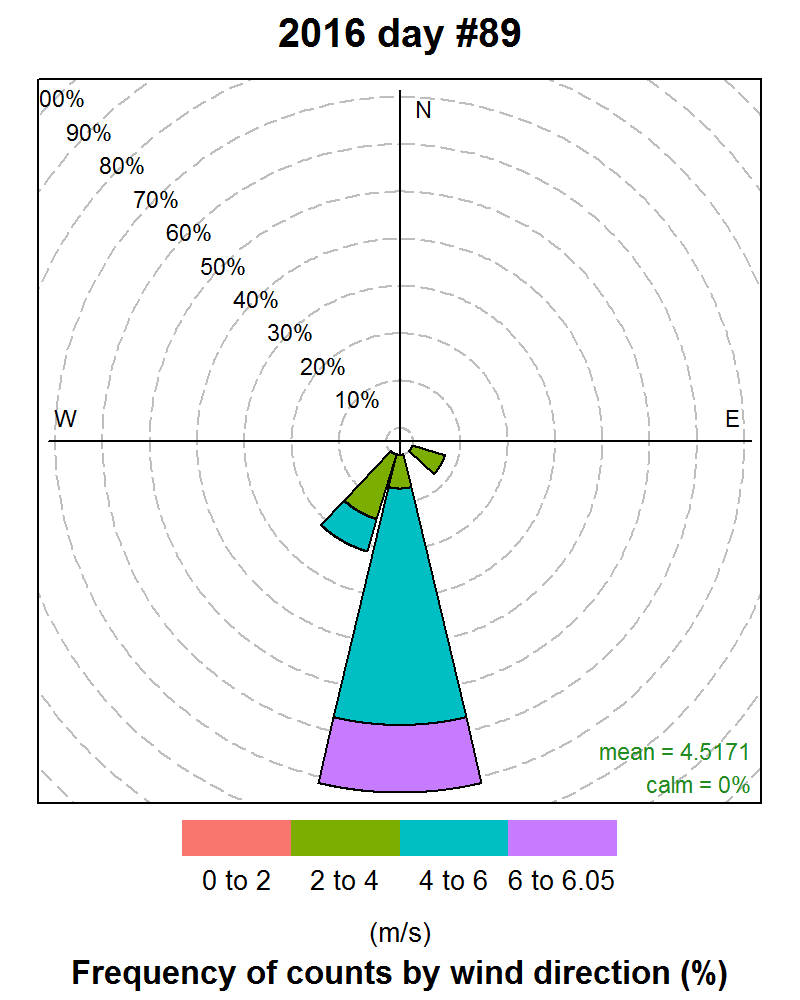 2016 day #89
00%
90%
80%
70%
60%
50%
40%
30%
20%
10%
N
W
E
mean = 4.5171
calm = 0%
0 to 2 2 to 4 4 to 6 6 to 6.05
(m/s)
Frequency of counts by wind direction (%)